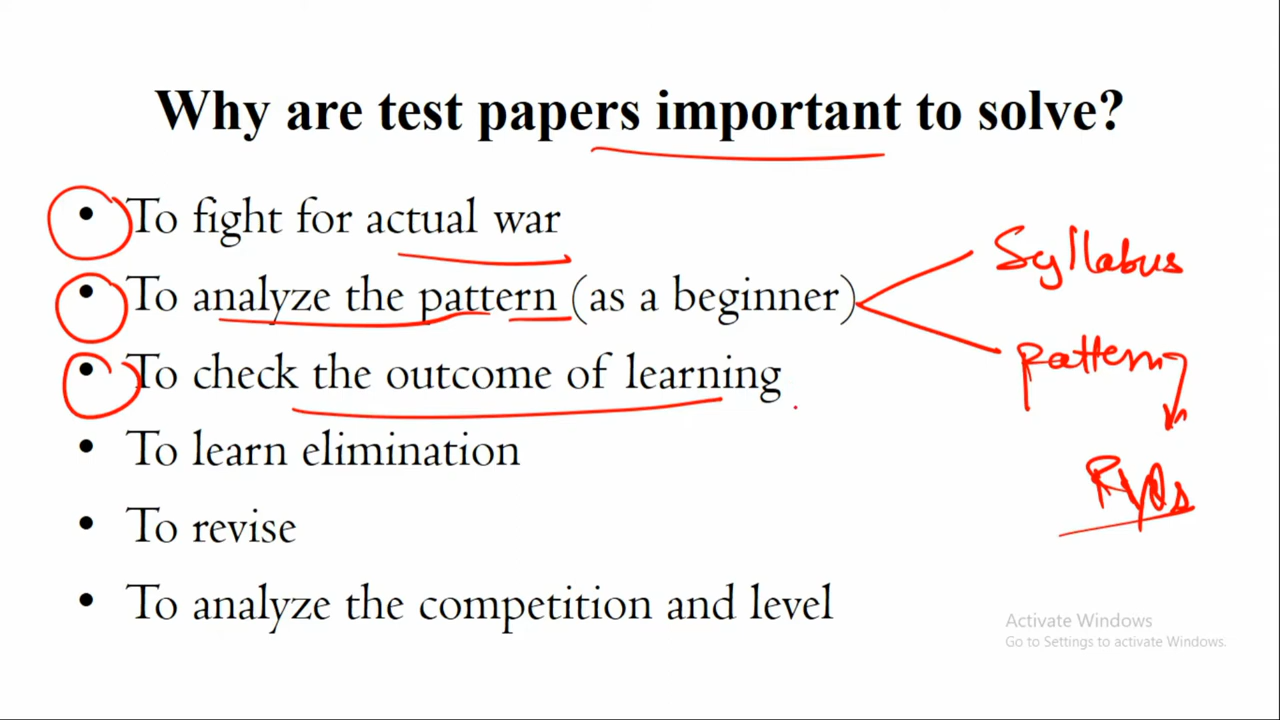 Why are test papers important to solve?
• To fight for actual war
• To analyze the pattern (as a beginner)
• To check the outcome of learning
• To learn elimination
• To revise
• To analyze the competition and level
Syllabus
pattern
Activate Windows
Go to Settings to activate Windows.